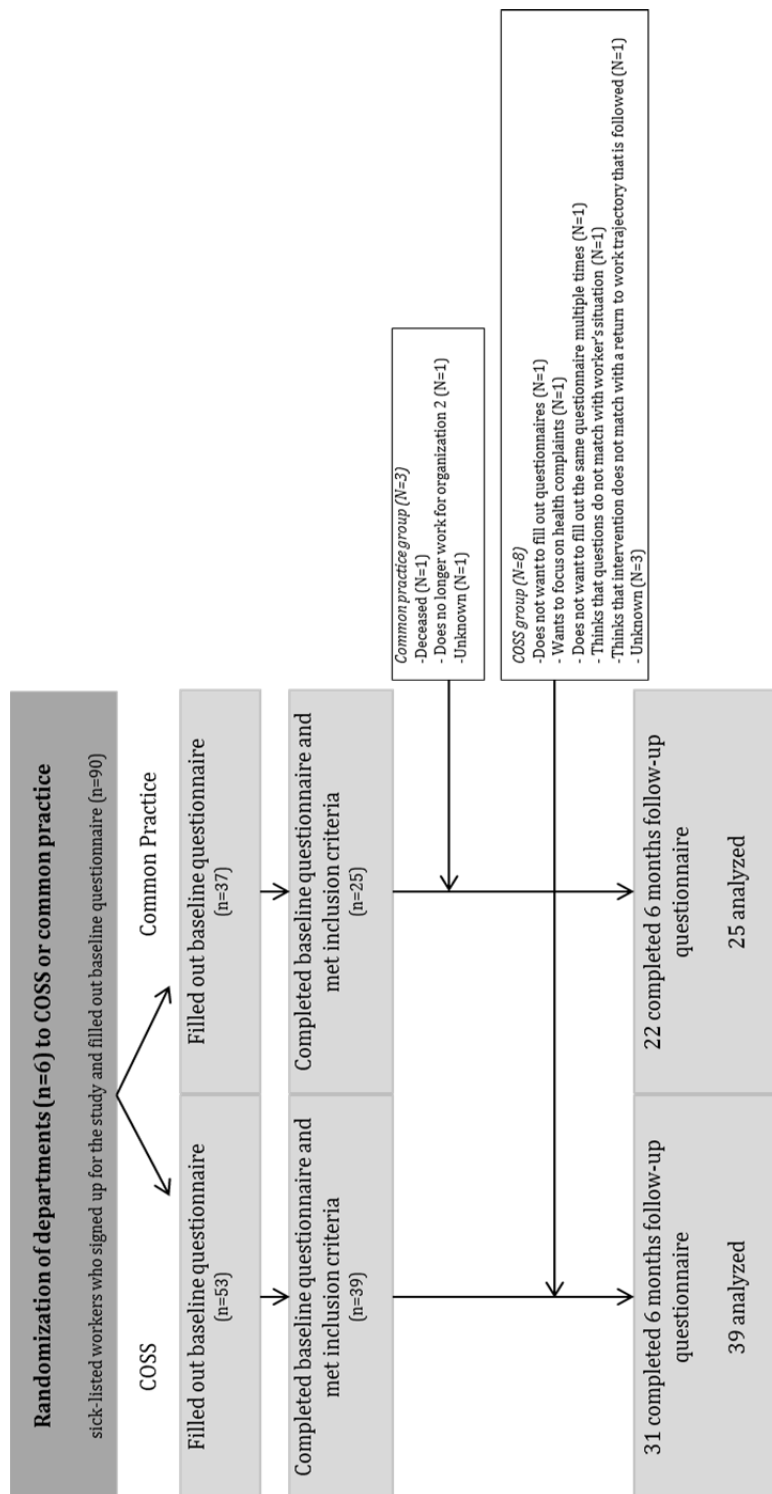 Randomization of departments (n=6) to COSS or common practice
sick-listed workers who signed up for the study and filled out baseline questionnaire (n=90)
COSS
Common Practice
Filled out baseline questionnaire
(n=53)
Filled out baseline questionnaire
(n=37)
Completed baseline questionnaire and
met inclusion criteria
(n=39)
Completed baseline questionnaire and
met inclusion criteria
(n=25)
Common practice group (N=3)
-Deceased (N=1)
- Does no longer work for organization 2 (N=1)
-Unknown (N=1)
COSS group (N=8)
-Does not want to fill out questionnaires (N=1)
- Wants to focus on health complaints (N=1)
- Does not want to fill out the same questionnaire multiple times (N=1)
- Thinks that questions do not match with worker's situation (N=1)
-Thinks that intervention does not match with a return to work trajectory that is followed (N=1)
- Unknown (N=3)
31 completed 6 months follow-up
questionnaire
39 analyzed
22 completed 6 months follow-up
questionnaire
25 analyzed